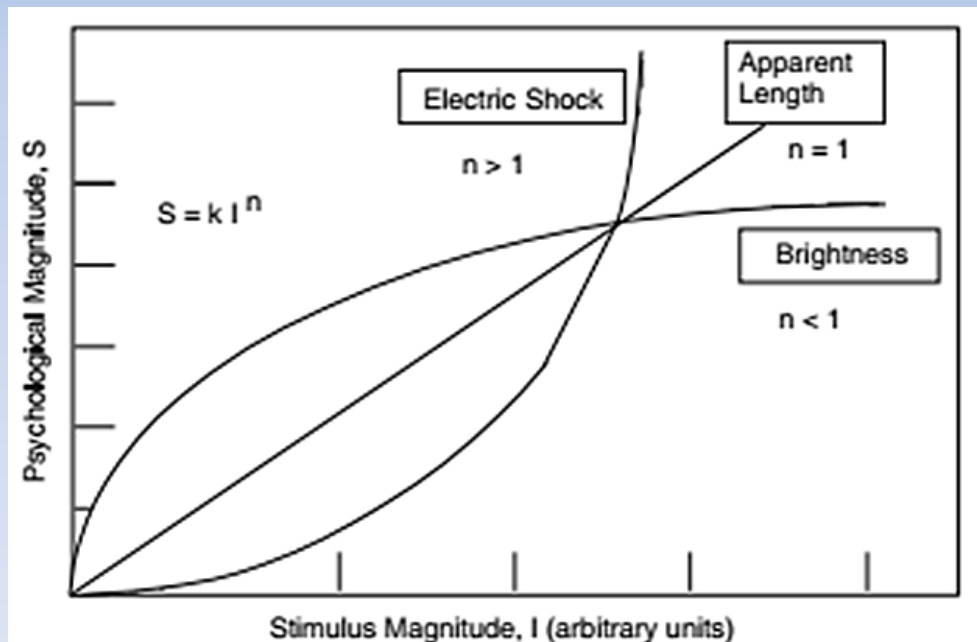 Electric Shock
Apparent
Length
n > 1
n = 1
S = k I^n
Brightness
n < 1
Psychological Magnitude, S
Stimulus Magnitude, I (arbitrary units)